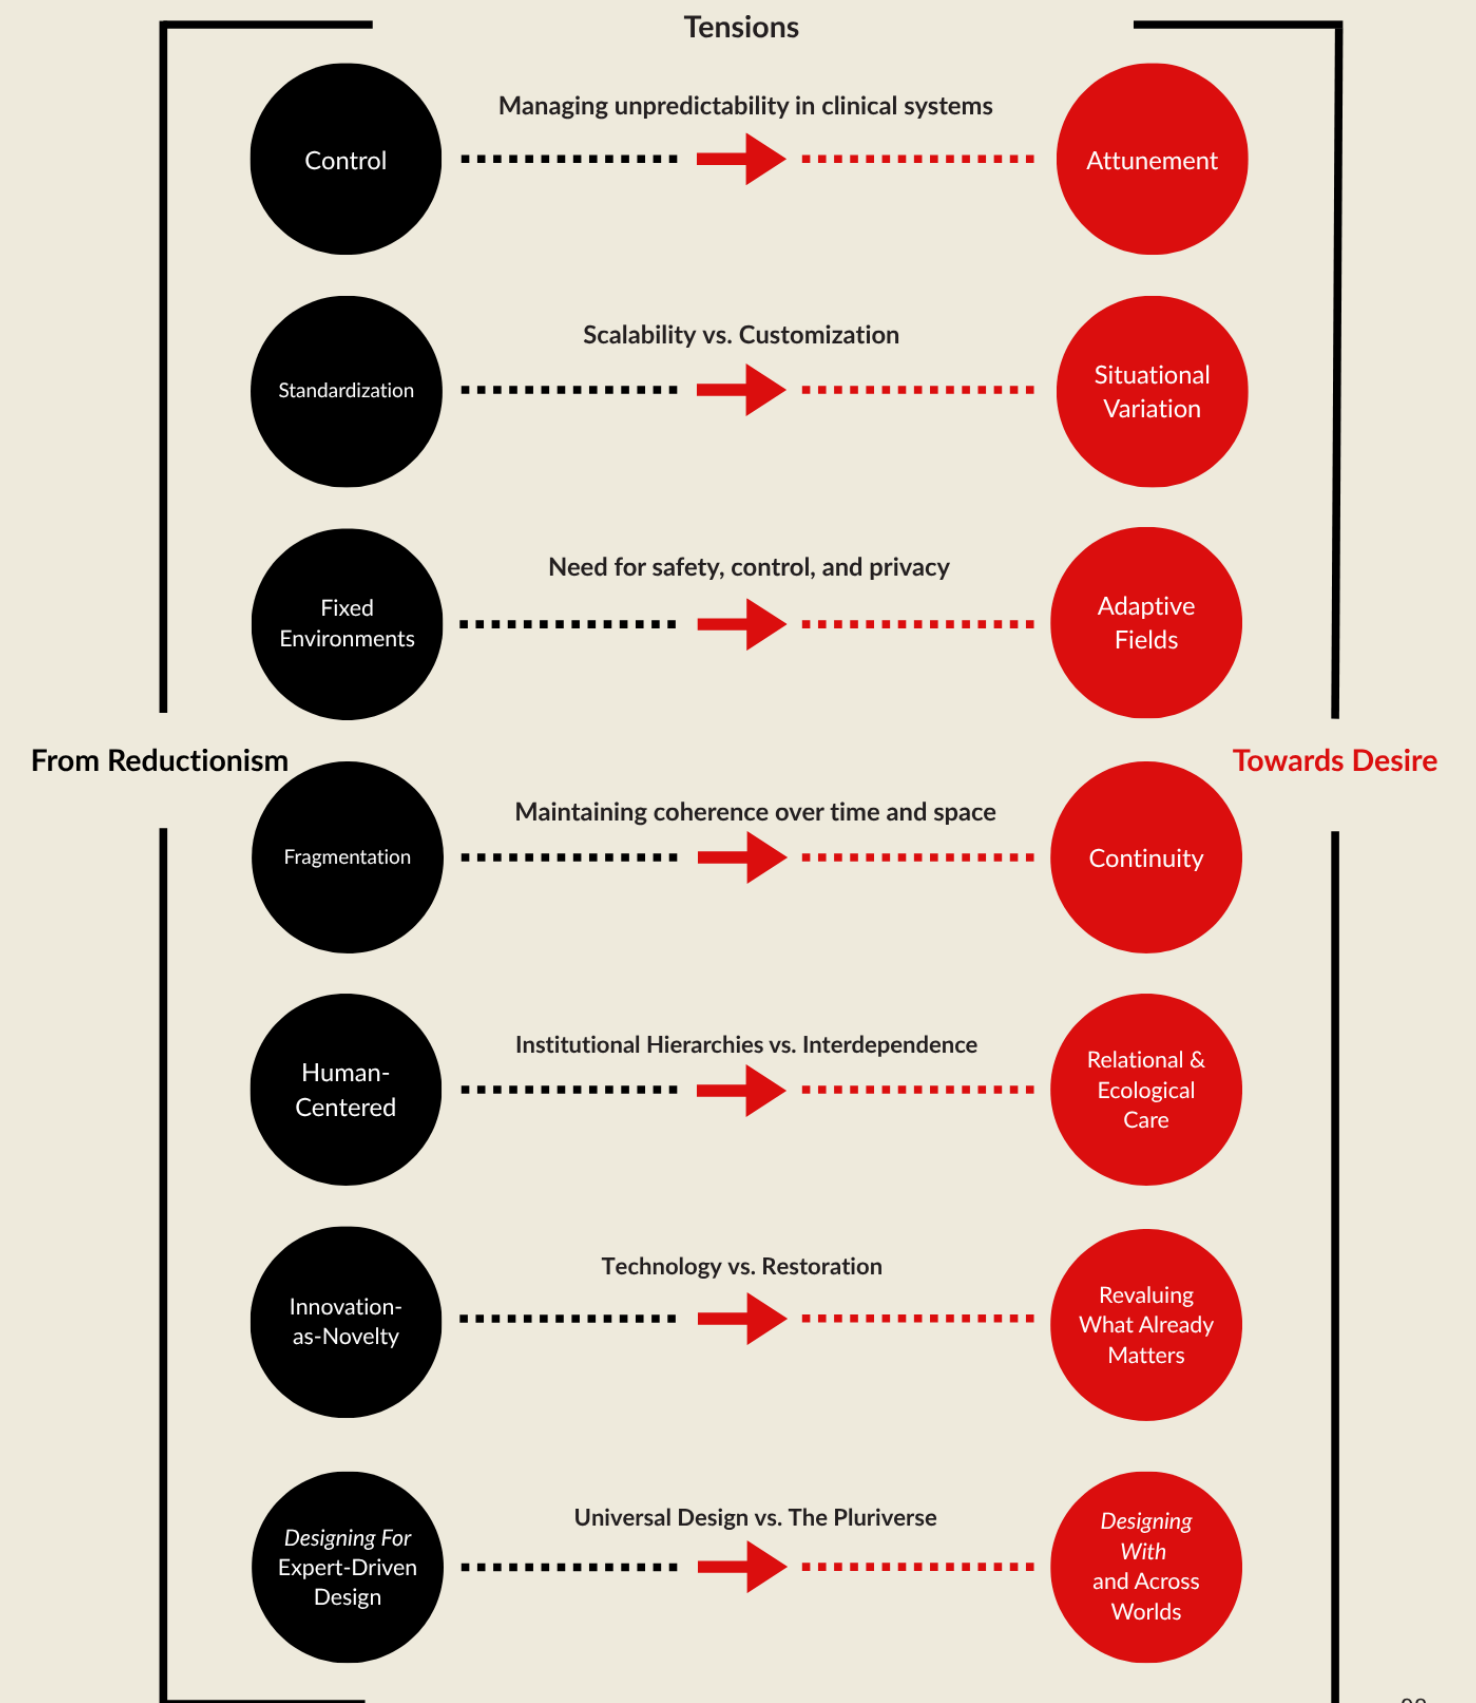 Tensions
Managing unpredictability in clinical systems
Control
Attunement
Scalability vs. Customization
Standardization
Situational
Variation
Need for safety, control, and privacy
Fixed
Environments
Adaptive
Fields
From Reductionism
Towards Desire
Maintaining coherence over time and space
Fragmentation
Continuity
Institutional Hierarchies vs. Interdependence
Human-
Centered
Relational &
Ecological
Care
Technology vs. Restoration
Innovation-
as-Novelty
Revaluing
What Already
Matters
Universal Design vs. The Pluriverse
Designing For
Expert-Driven
Design
Designing
With
and Across
Worlds